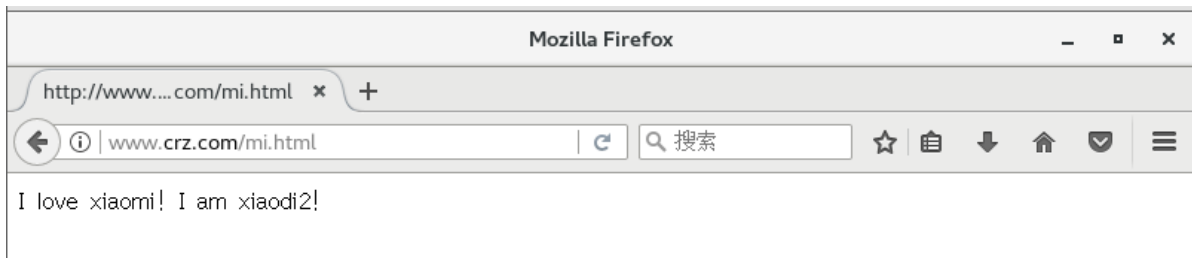 Mozilla Firefox
http://www....com/mi.html
www.crz.com/mi.html
搜索
I love xiaomi! I am xiaodi2!